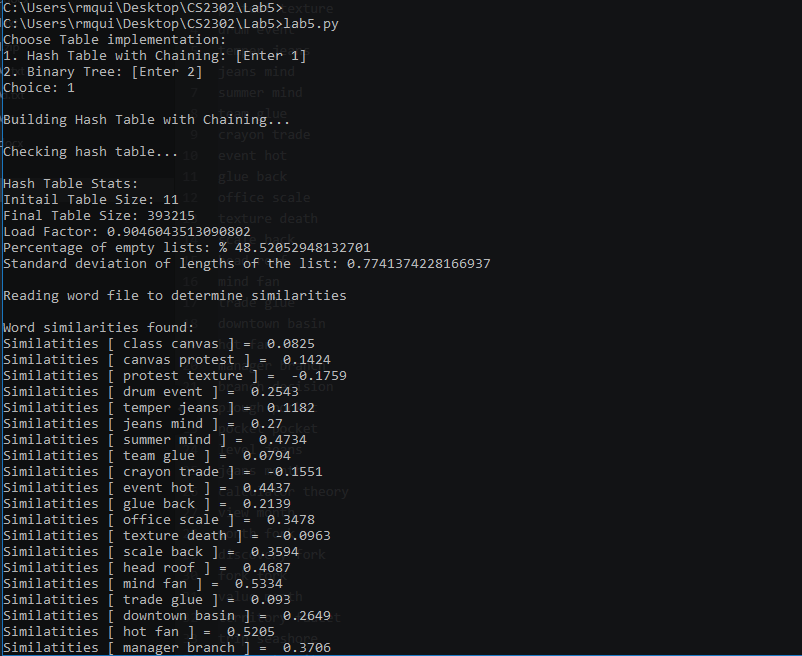 C:\Users\rmqui\Desktop\CS2302\Lab5>
C:\Users\rmqui\Desktop\CS2302\Lab5>lab5.py
Choose Table implementation:
1. Hash Table with Chaining: [Enter 1]
2. Binary Tree: [Enter 2]
Choice: 1
Building Hash Table with Chaining...
Checking hash table...
Hash Table Stats:
Initail Table Size: 11
Final Table Size: 393215
Load Factor: 0.9046043513090802
Percentage of empty lists: % 48.52052948132701
Standard deviation of lengths of the list: 0.7741374228166937
Reading word file to determine similarities
Word similarities found:
Similatities [ class canvas ] =  0.0825
Similatities [ canvas protest ] =  0.1424
Similatities [ protest texture ] =  -0.1759
Similatities [ drum event ] =  0.2543
Similatities [ temper jeans ] =  0.1182
Similatities [ jeans mind ] =  0.27
Similatities [ summer mind ] =  0.4734
Similatities [ team glue ] =  0.0794
Similatities [ crayon trade ] =  -0.1551
Similatities [ event hot ] =  0.4437
Similatities [ glue back ] =  0.2139
Similatities [ office scale ] =  0.3478
Similatities [ texture death ] =  -0.0963
Similatities [ scale back ] =  0.3594
Similatities [ head roof ] =  0.4687
Similatities [ mind fan ] =  0.5334
Similatities [ trade glue ] =  0.093
Similatities [ downtown basin ] =  0.2649
Similatities [ hot fan ] =  0.5205
Similatities [ manager branch ] =  0.3706